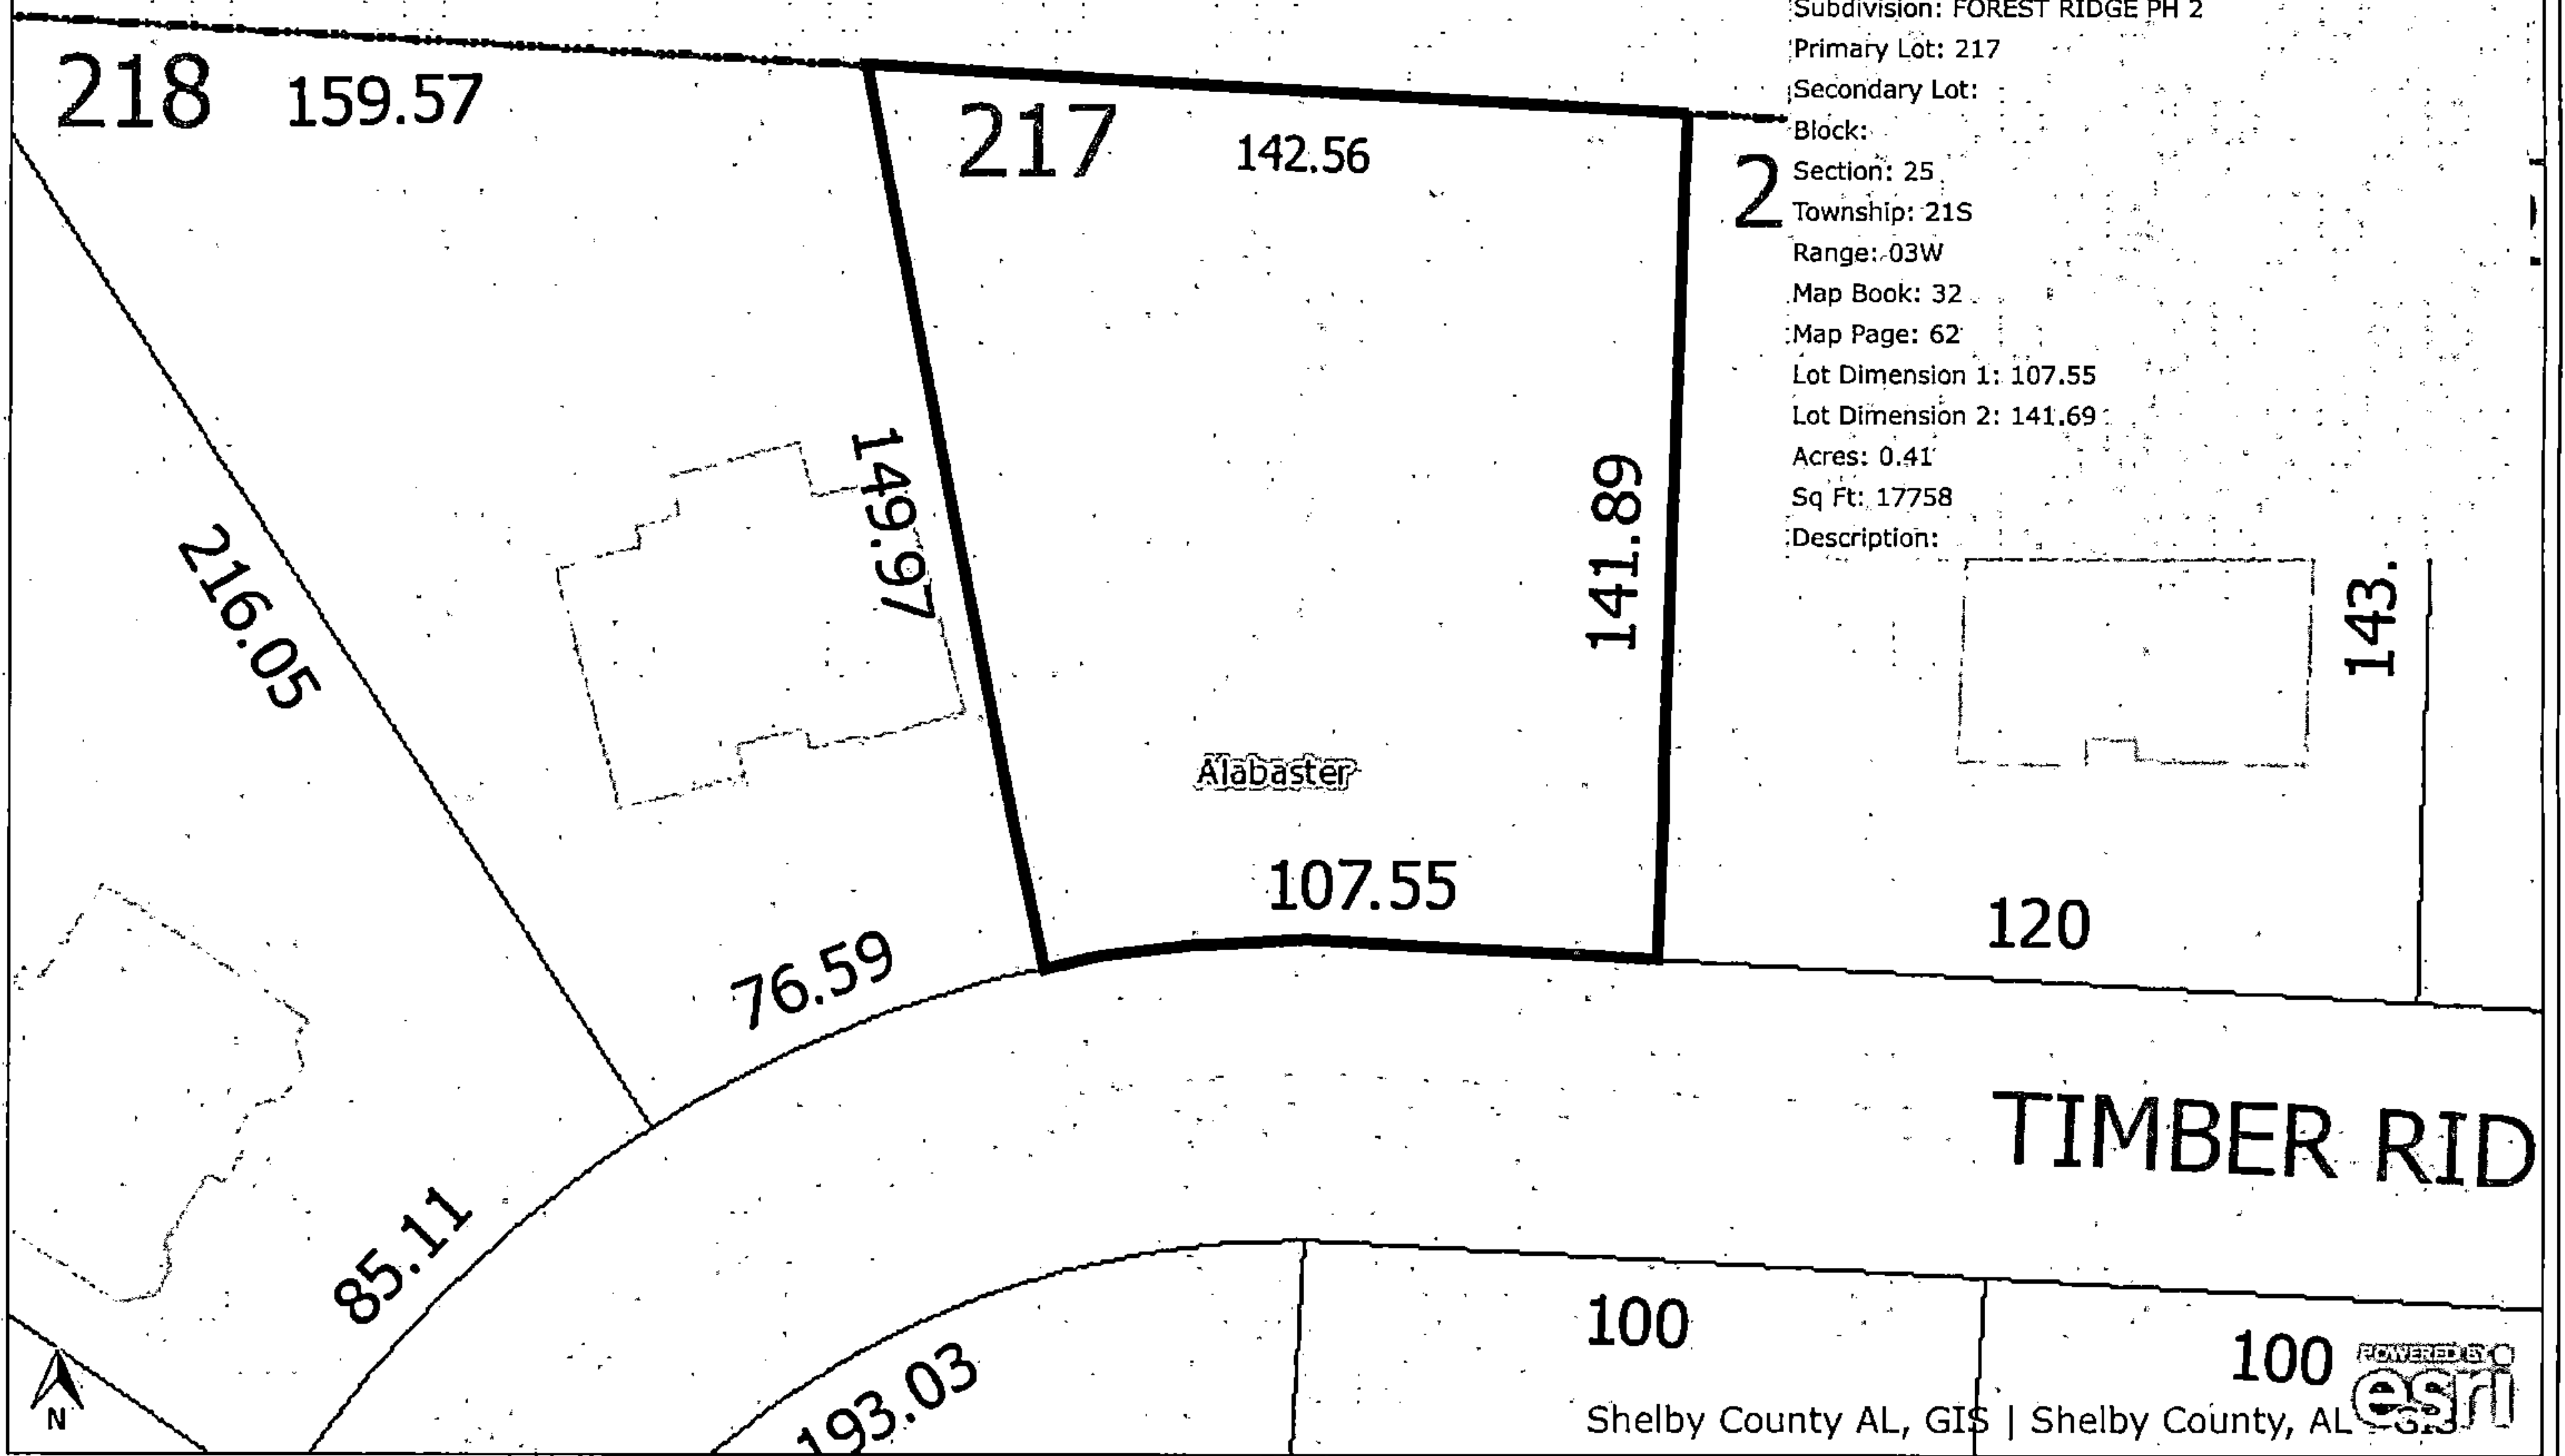 Subdivision: FOREST RIDGE PH 2
Primary Lot: 217
Secondary Lot:
Block:
Section: 25
Township: 21S
Range: 03W
Map Book: 32
Map Page: 62
Lot Dimension 1: 107.55
Lot Dimension 2: 141.69
Acres: 0.41
Sq Ft: 17758
Description:
218 159.57
217 142.56
2
149.97
141.89
143.
216.05
Alabaster
107.55
120
76.59
TIMBER RID
85.11
100
100
193.03
N
POWERED BY
esri
Shelby County AL, GIS | Shelby County, AL GIS